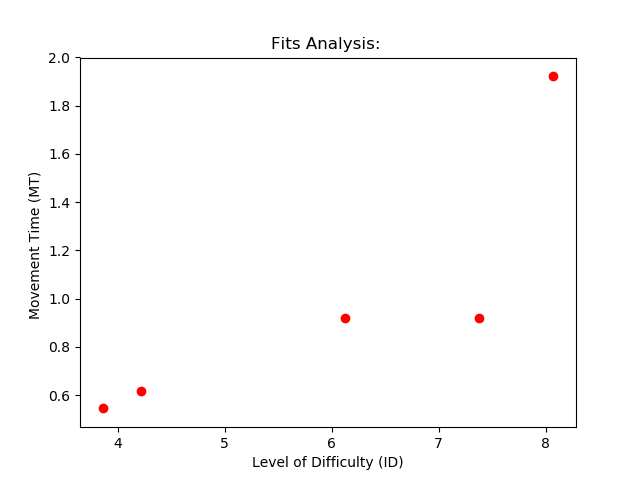 Fits Analysis:
2.0
1.8
1.6
1.4
1.2
1.0
0.8
0.6
Movement Time (MT)
4 5 6 7 8
Level of Difficulty (ID)